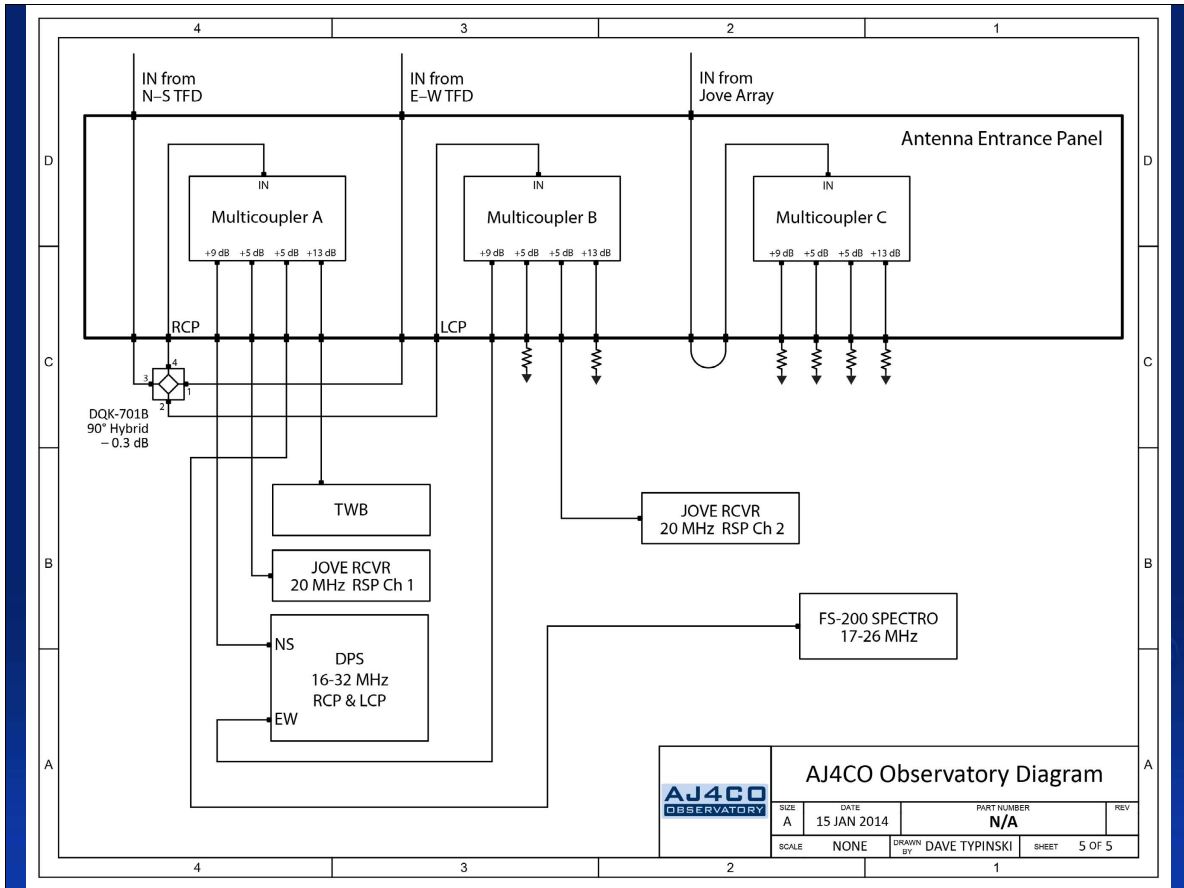 4 3 2 1
IN from
N–S TFD
IN from
E–W TFD
IN from
Jove Array
Antenna Entrance Panel
D D
IN
Multicoupler A
+9 dB +5 dB +5 dB +13 dB
IN
Multicoupler B
+9 dB +5 dB +5 dB +13 dB
IN
Multicoupler C
+9 dB +5 dB +5 dB +13 dB
RCP
LCP
C C
4
3
1
2
DQK-701B
90° Hybrid
– 0.3 dB
TWB
JOVE RCVR
20 MHz RSP Ch 2
B B
JOVE RCVR
20 MHz RSP Ch 1
FS-200 SPECTRO
17-26 MHz
NS
DPS
16-32 MHz
RCP & LCP
EW
A A
AJ4CO
OBSERVATORY
AJ4CO Observatory Diagram
SIZE
A
DATE
15 JAN 2014
PART NUMBER
N/A
REV
SCALE NONE
DRAWN
BY
DAVE TYPINSKI
SHEET 5 OF 5
4 3 2 1